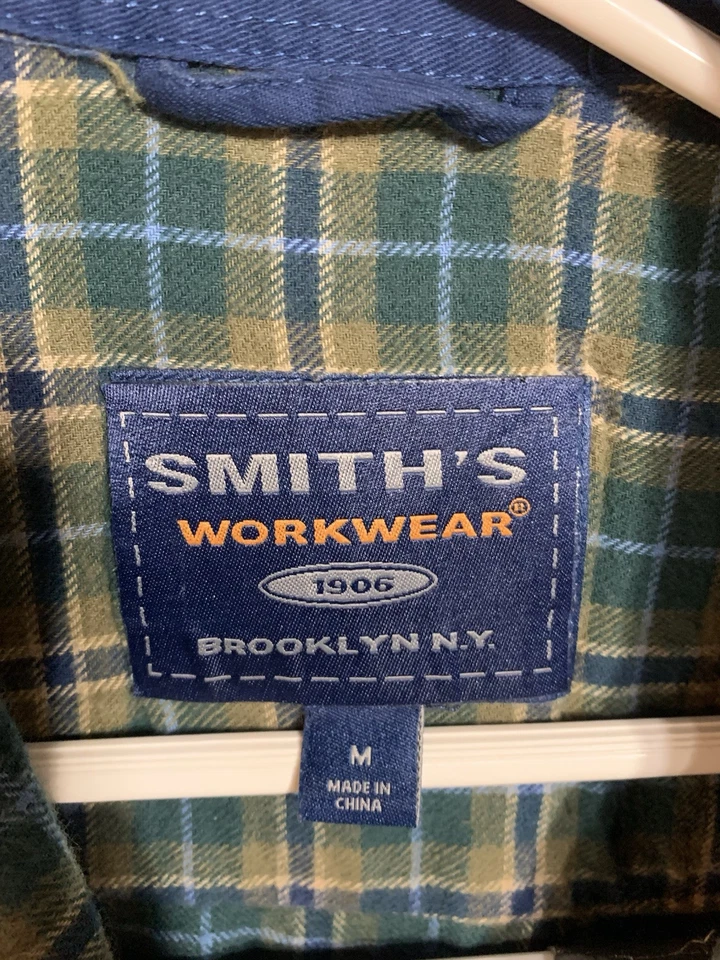 SMITH'S
WORKWEAR®
1906
BROOKLYN N.Y.
M
MADE IN
CHINA